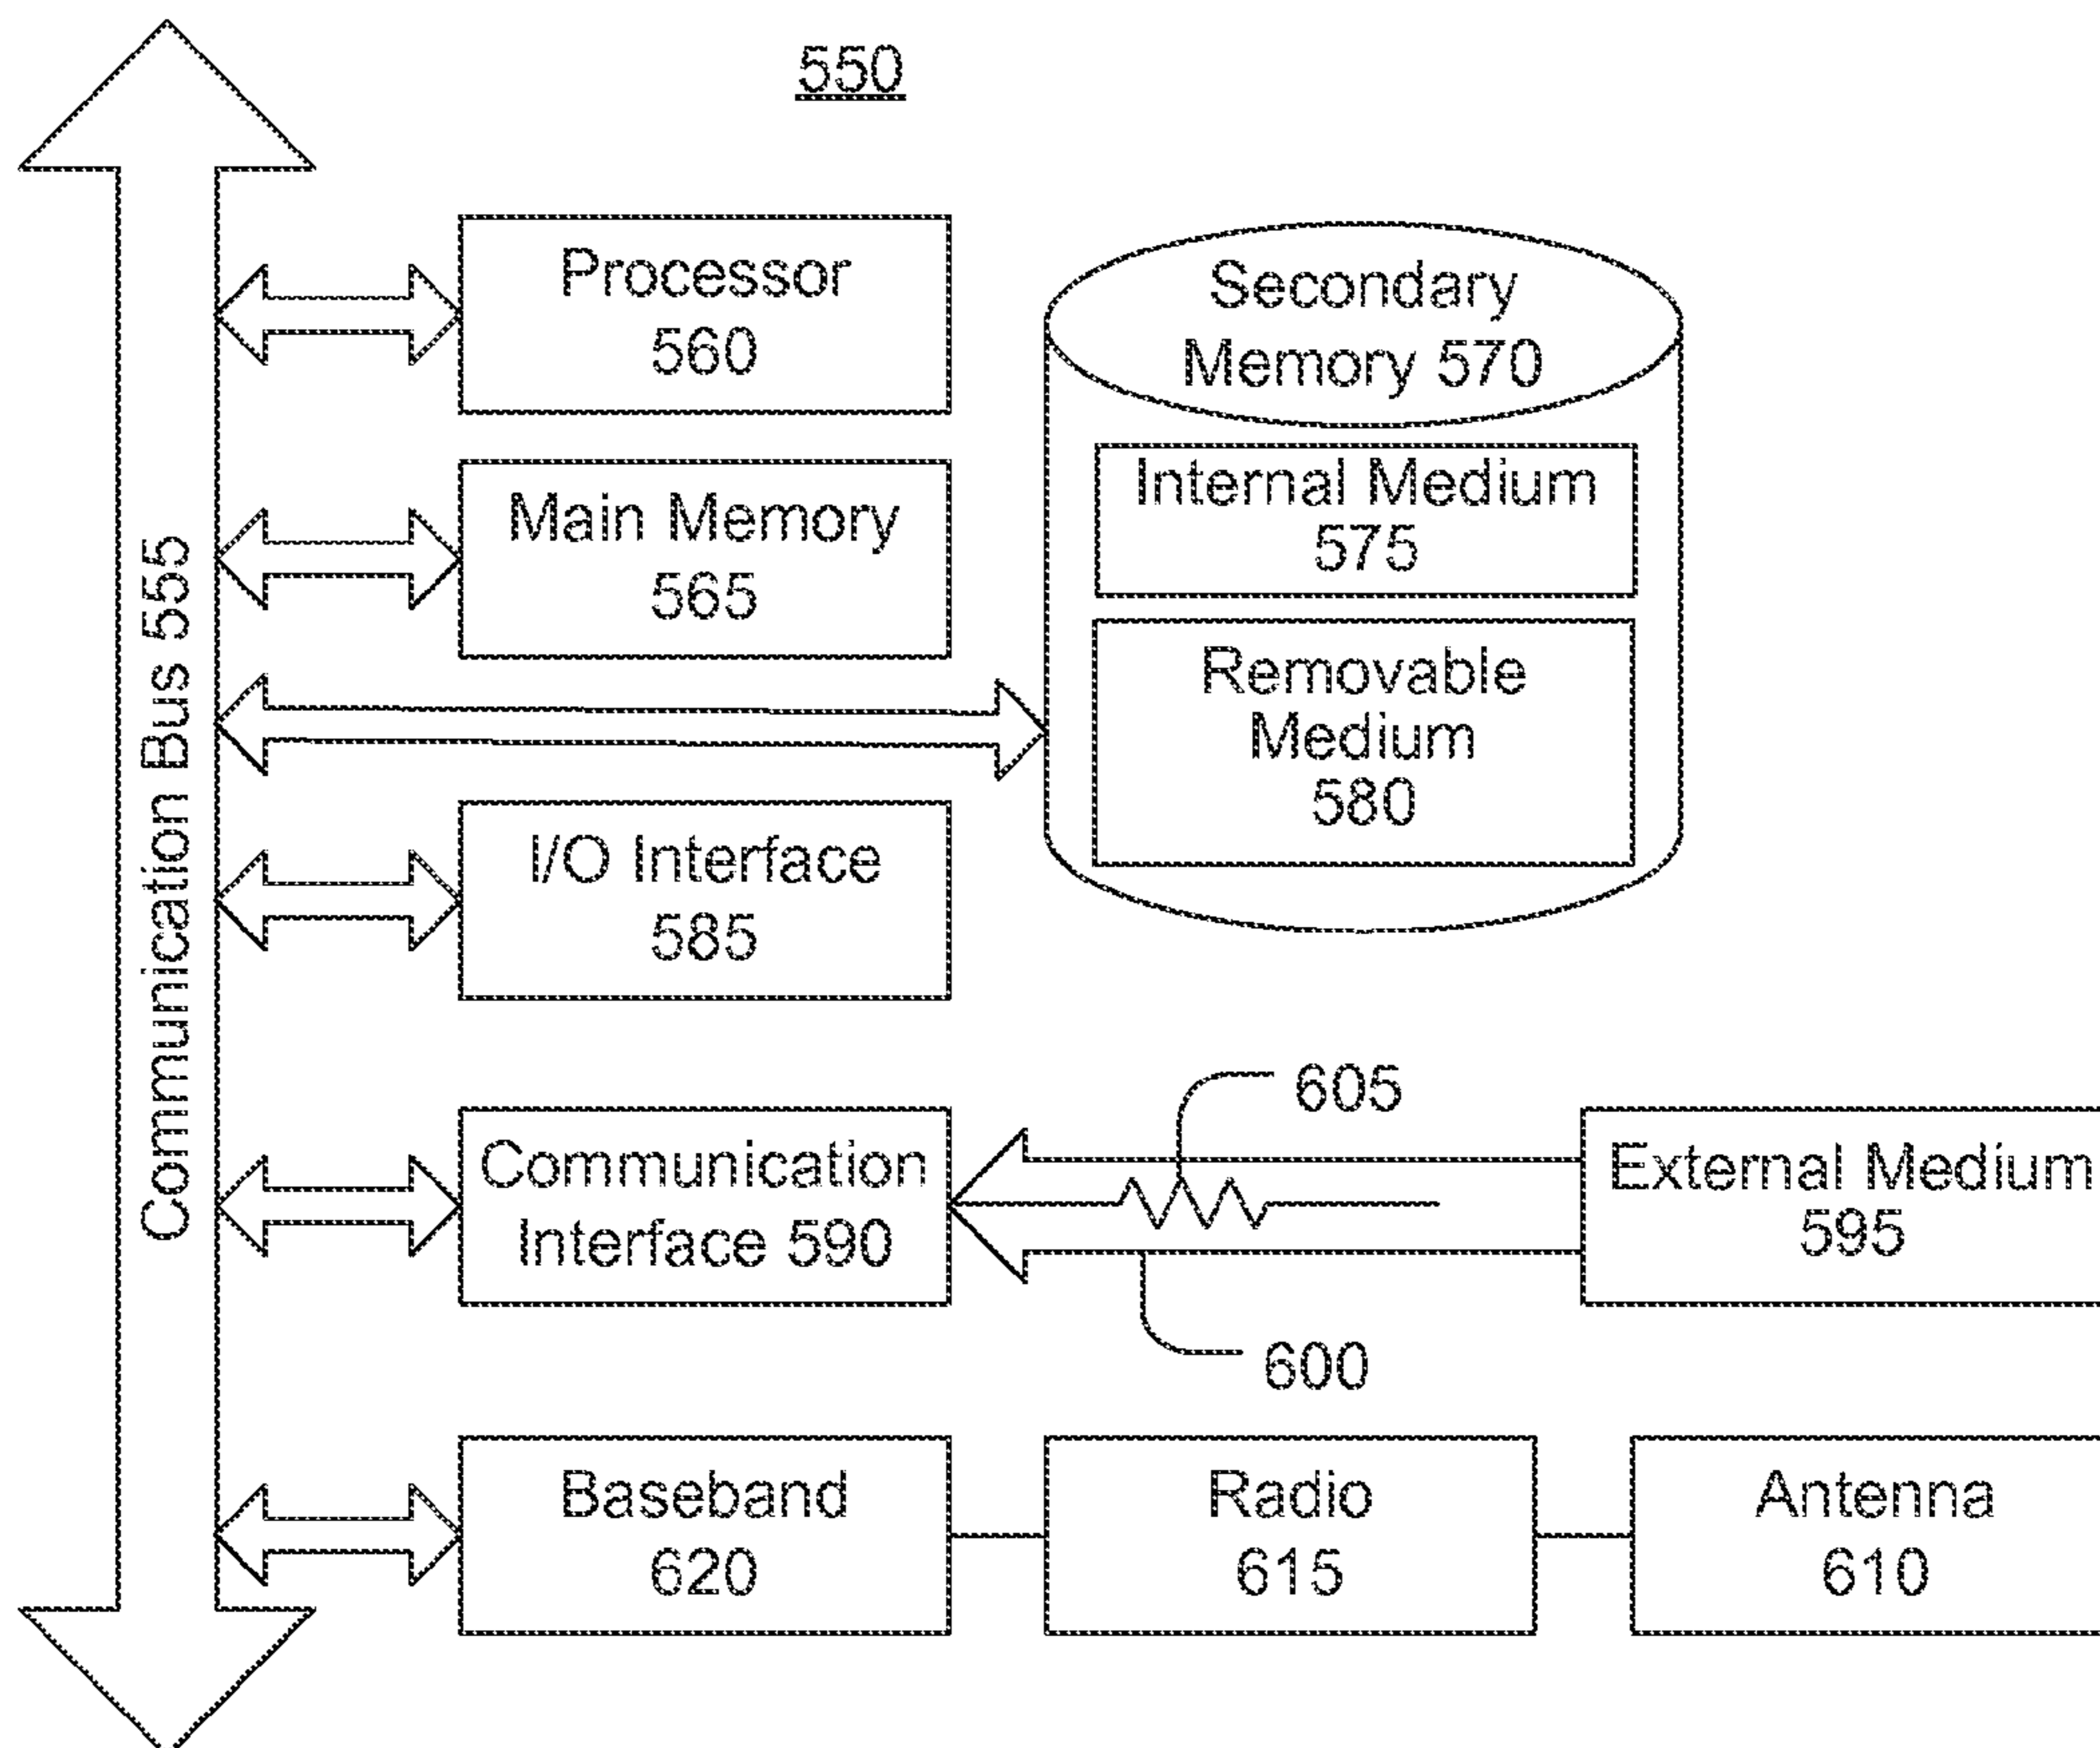 550
Communication Bus 555
Processor
560
Secondary
Memory 570
Main Memory
565
Internal Medium
575
Removable
Medium
580
I/O Interface
585
605
Communication
Interface 590
External Medium
595
600
Baseband
620
Radio
615
Antenna
610